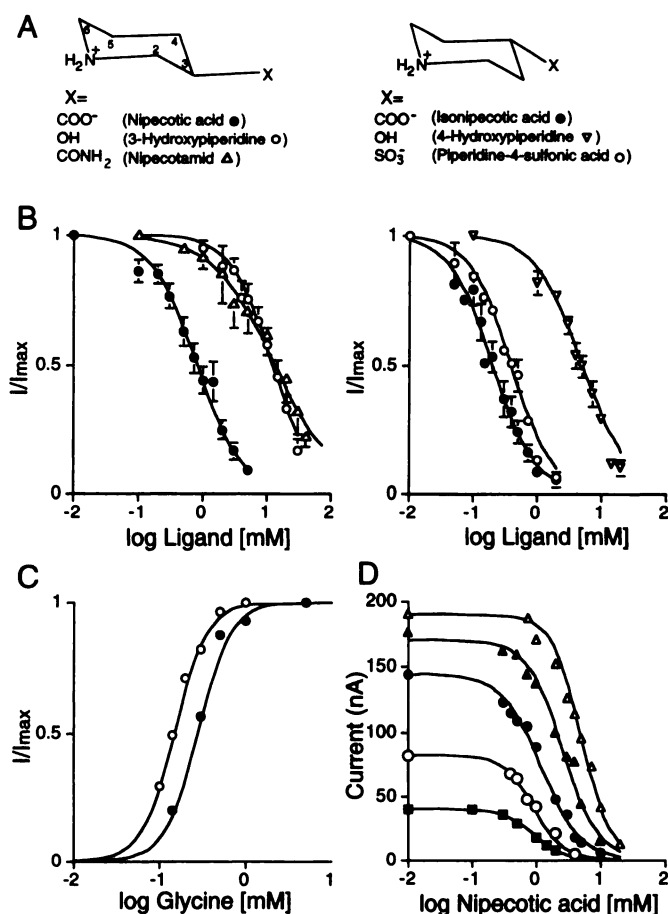 A
6 5 4 2 3
H₂N⁺ X
X=
COO⁻ (Nipecotic acid ●)
OH (3-Hydroxypiperidine ○)
CONH₂ (Nipecotamid △)
H₂N⁺ X
X=
COO⁻ (Isonipecotic acid ●)
OH (4-Hydroxypiperidine ▽)
SO₃⁻ (Piperidine-4-sulfonic acid ○)
B
I/Imax
1
0.5
0
-2 -1 0 1 2
log Ligand [mM]
I/Imax
1
0.5
0
-2 -1 0 1 2
log Ligand [mM]
C
I/Imax
1
0.5
0
-2 -1 0 1
log Glycine [mM]
D
Current (nA)
200
150
100
50
0
-2 -1 0 1 2
log Nipecotic acid [mM]